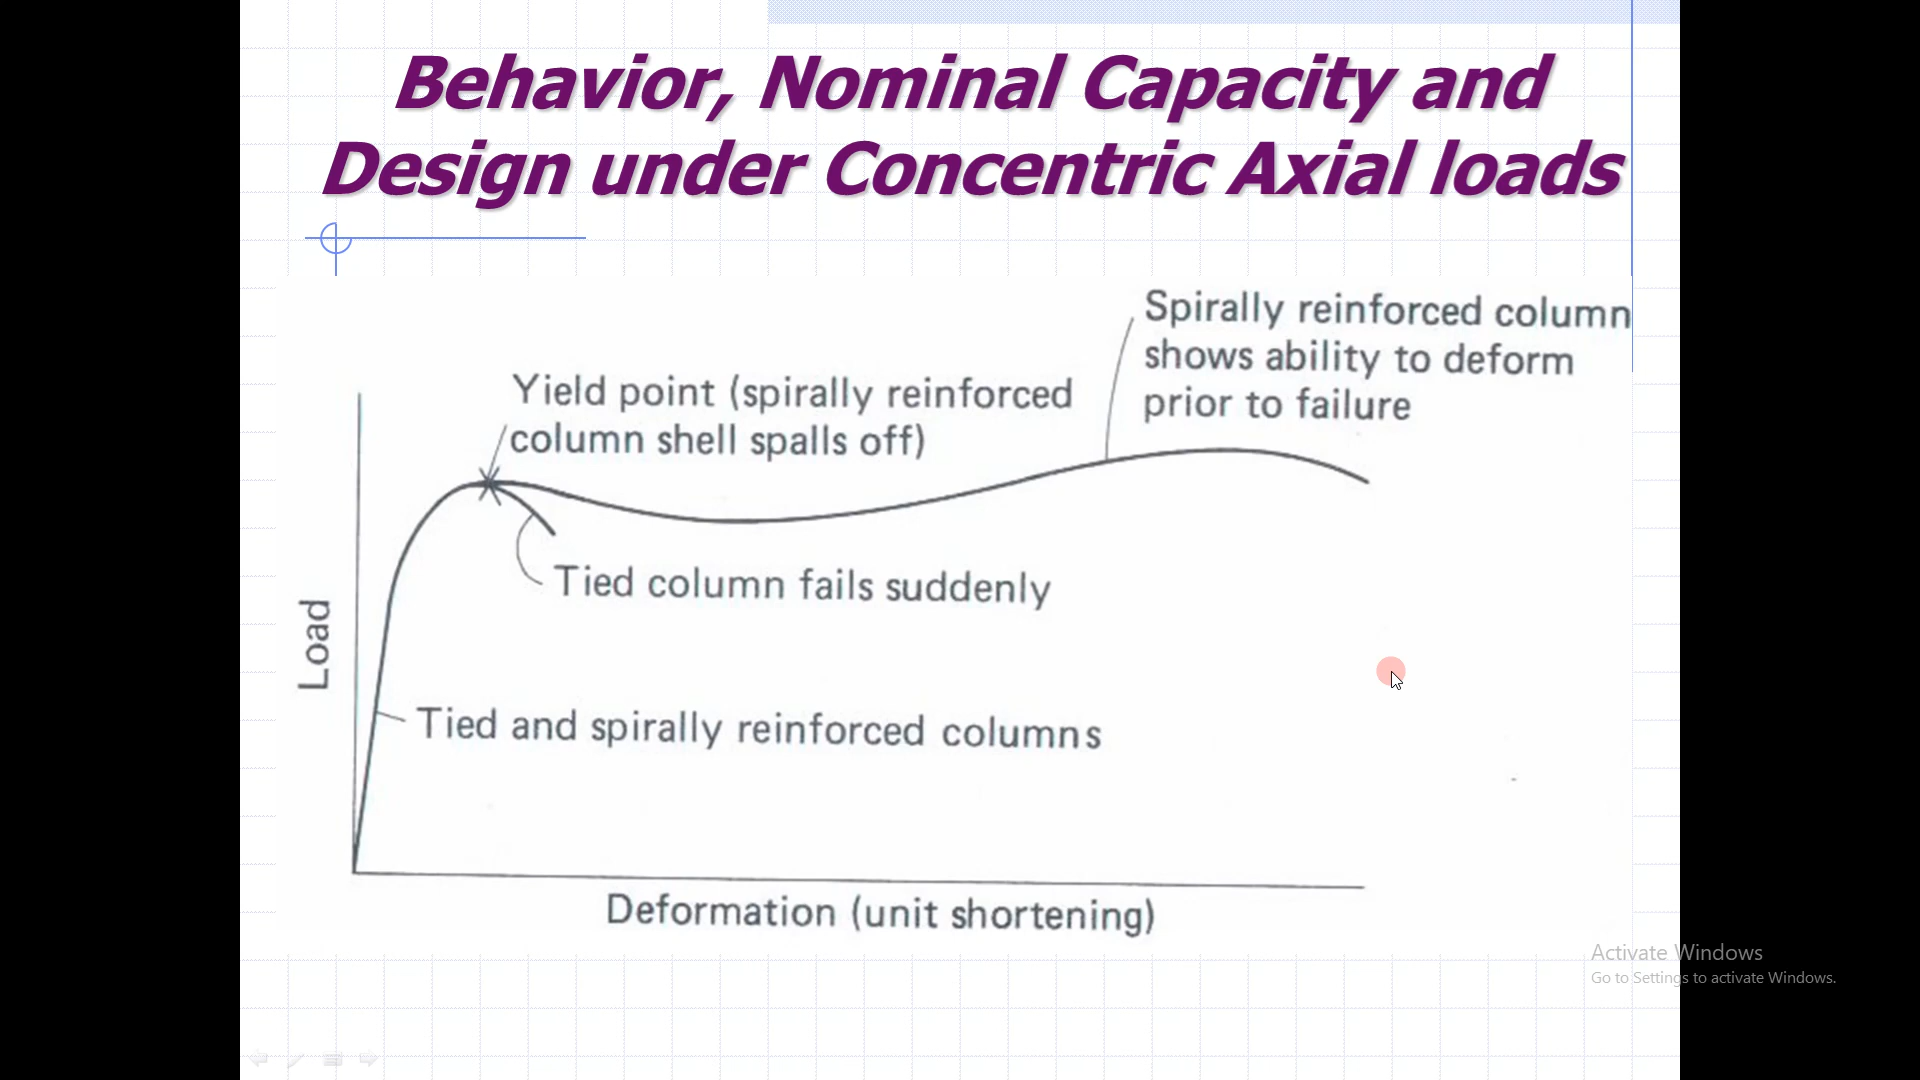 Behavior, Nominal Capacity and
Design under Concentric Axial loads
Spirally reinforced column
shows ability to deform
prior to failure
Yield point (spirally reinforced
column shell spalls off)
Tied column fails suddenly
Load
Tied and spirally reinforced columns
Deformation (unit shortening)
Activate Windows
Go to Settings to activate Windows.